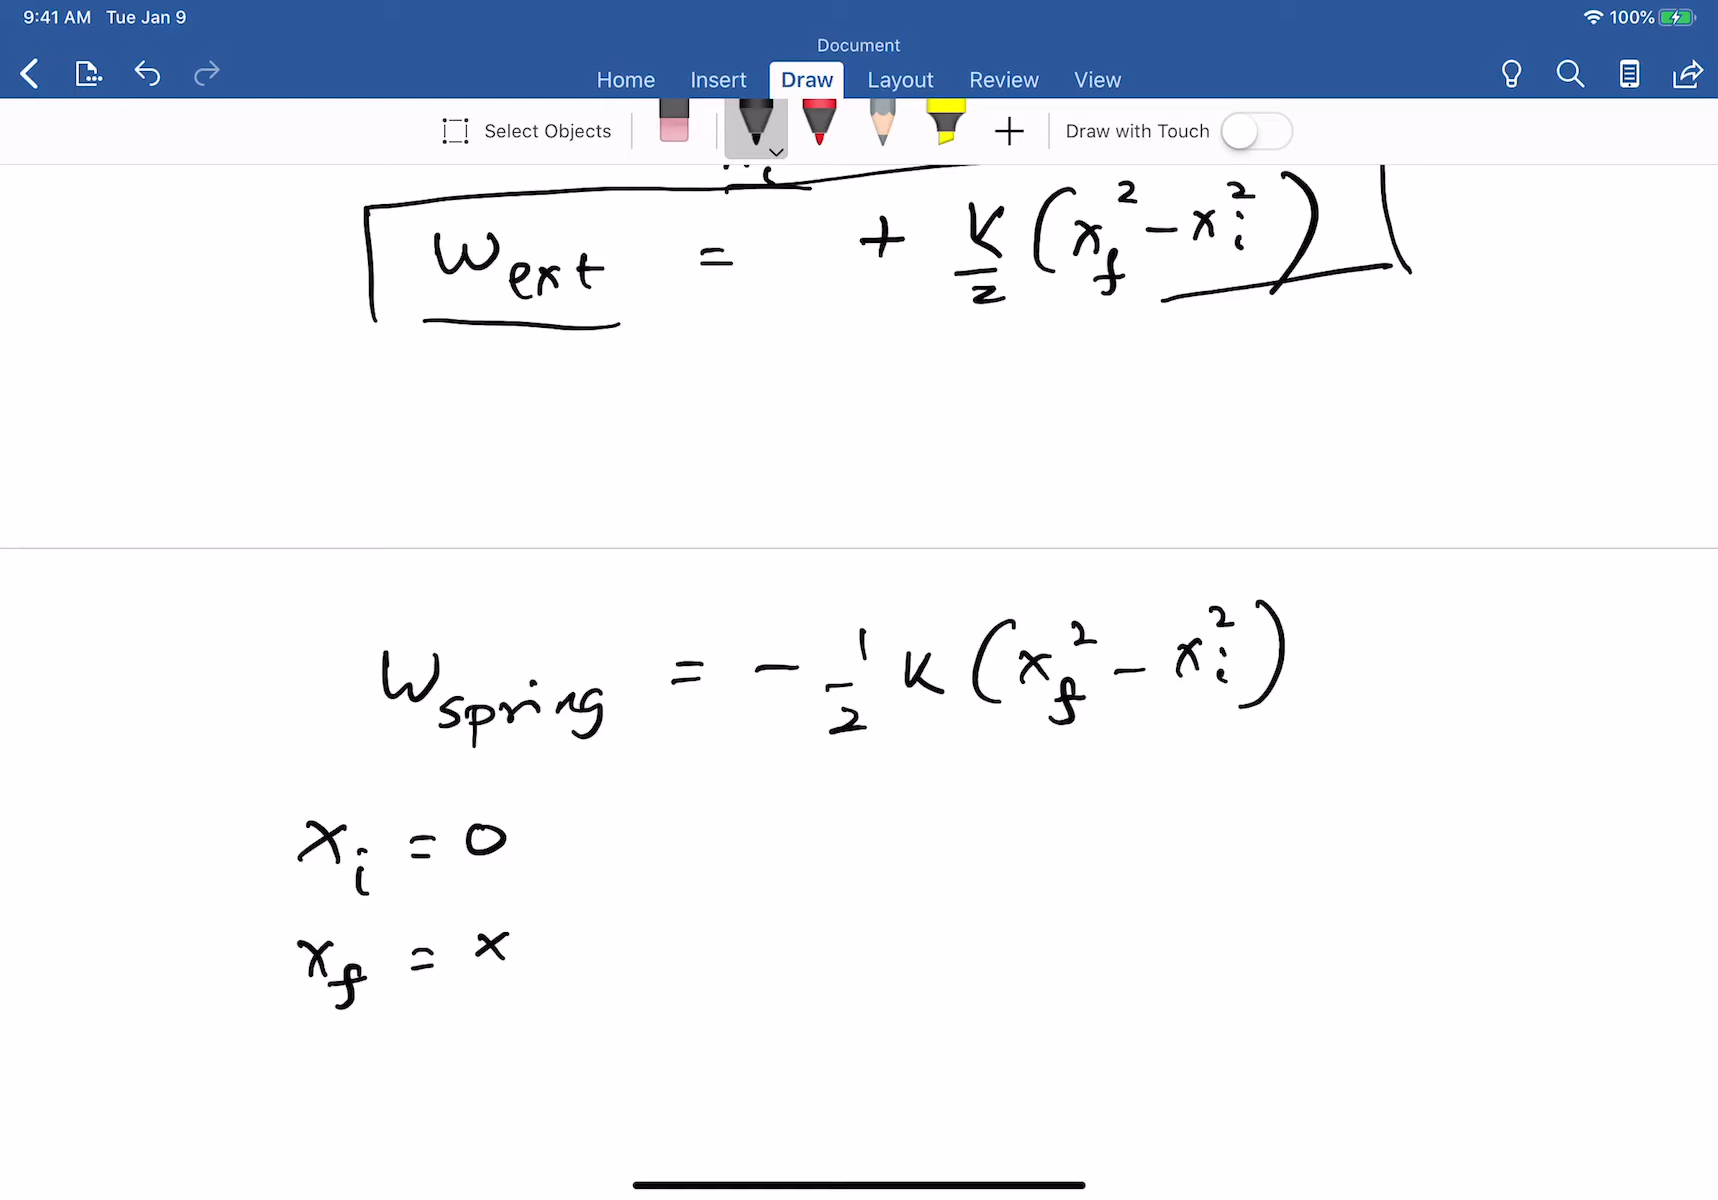 9:41 AM Tue Jan 9 100%
Document
Home Insert Draw Layout Review View
Select Objects Draw with Touch
W_ext = + K/2 (x_f^2 - x_i^2)
W_spring = - 1/2 K (x_f^2 - x_i^2)
x_i = 0
x_f = x